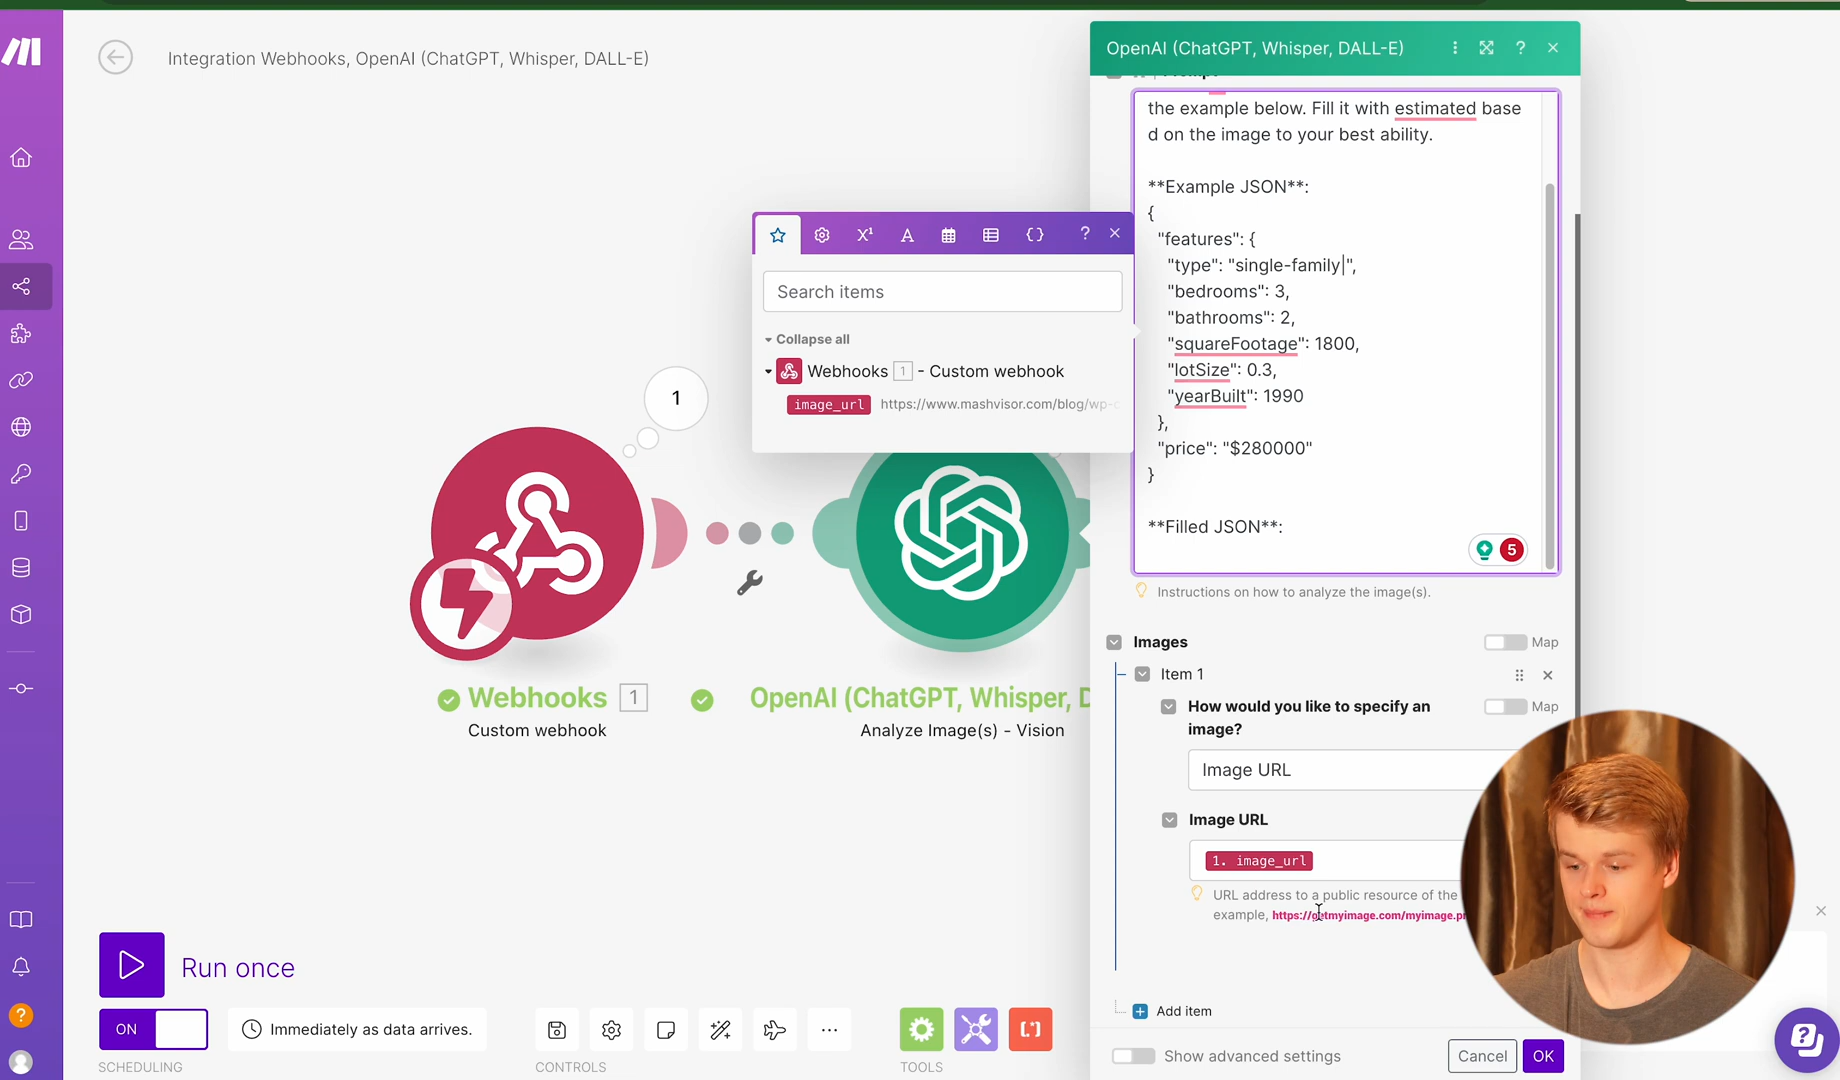 Integration Webhooks, OpenAI (ChatGPT, Whisper, DALL-E)
OpenAI (ChatGPT, Whisper, DALL-E)
?
the example below. Fill it with estimated base
d on the image to your best ability.
**Example JSON**:
{
"features": {
"type": "single-family|",
"bedrooms": 3,
"bathrooms": 2,
"squareFootage": 1800,
"lotSize": 0.3,
"yearBuilt": 1990
},
"price": "$280000"
}
**Filled JSON**:
5
Instructions on how to analyze the image(s).
X¹
A
{ }
?
Search items
Collapse all
Webhooks 1 - Custom webhook
image_url https://www.mashvisor.com/blog/wp-c
1
Webhooks 1
Custom webhook
OpenAI (ChatGPT, Whisper, D
Analyze Image(s) - Vision
Images
Map
Item 1
How would you like to specify an
image?
Map
Image URL
Image URL
1. image_url
URL address to a public resource of the
example, https://getmyimage.com/myimage.pn
Add item
Show advanced settings
Cancel
OK
Run once
ON
Immediately as data arrives.
SCHEDULING
CONTROLS
TOOLS
[*]
?
?